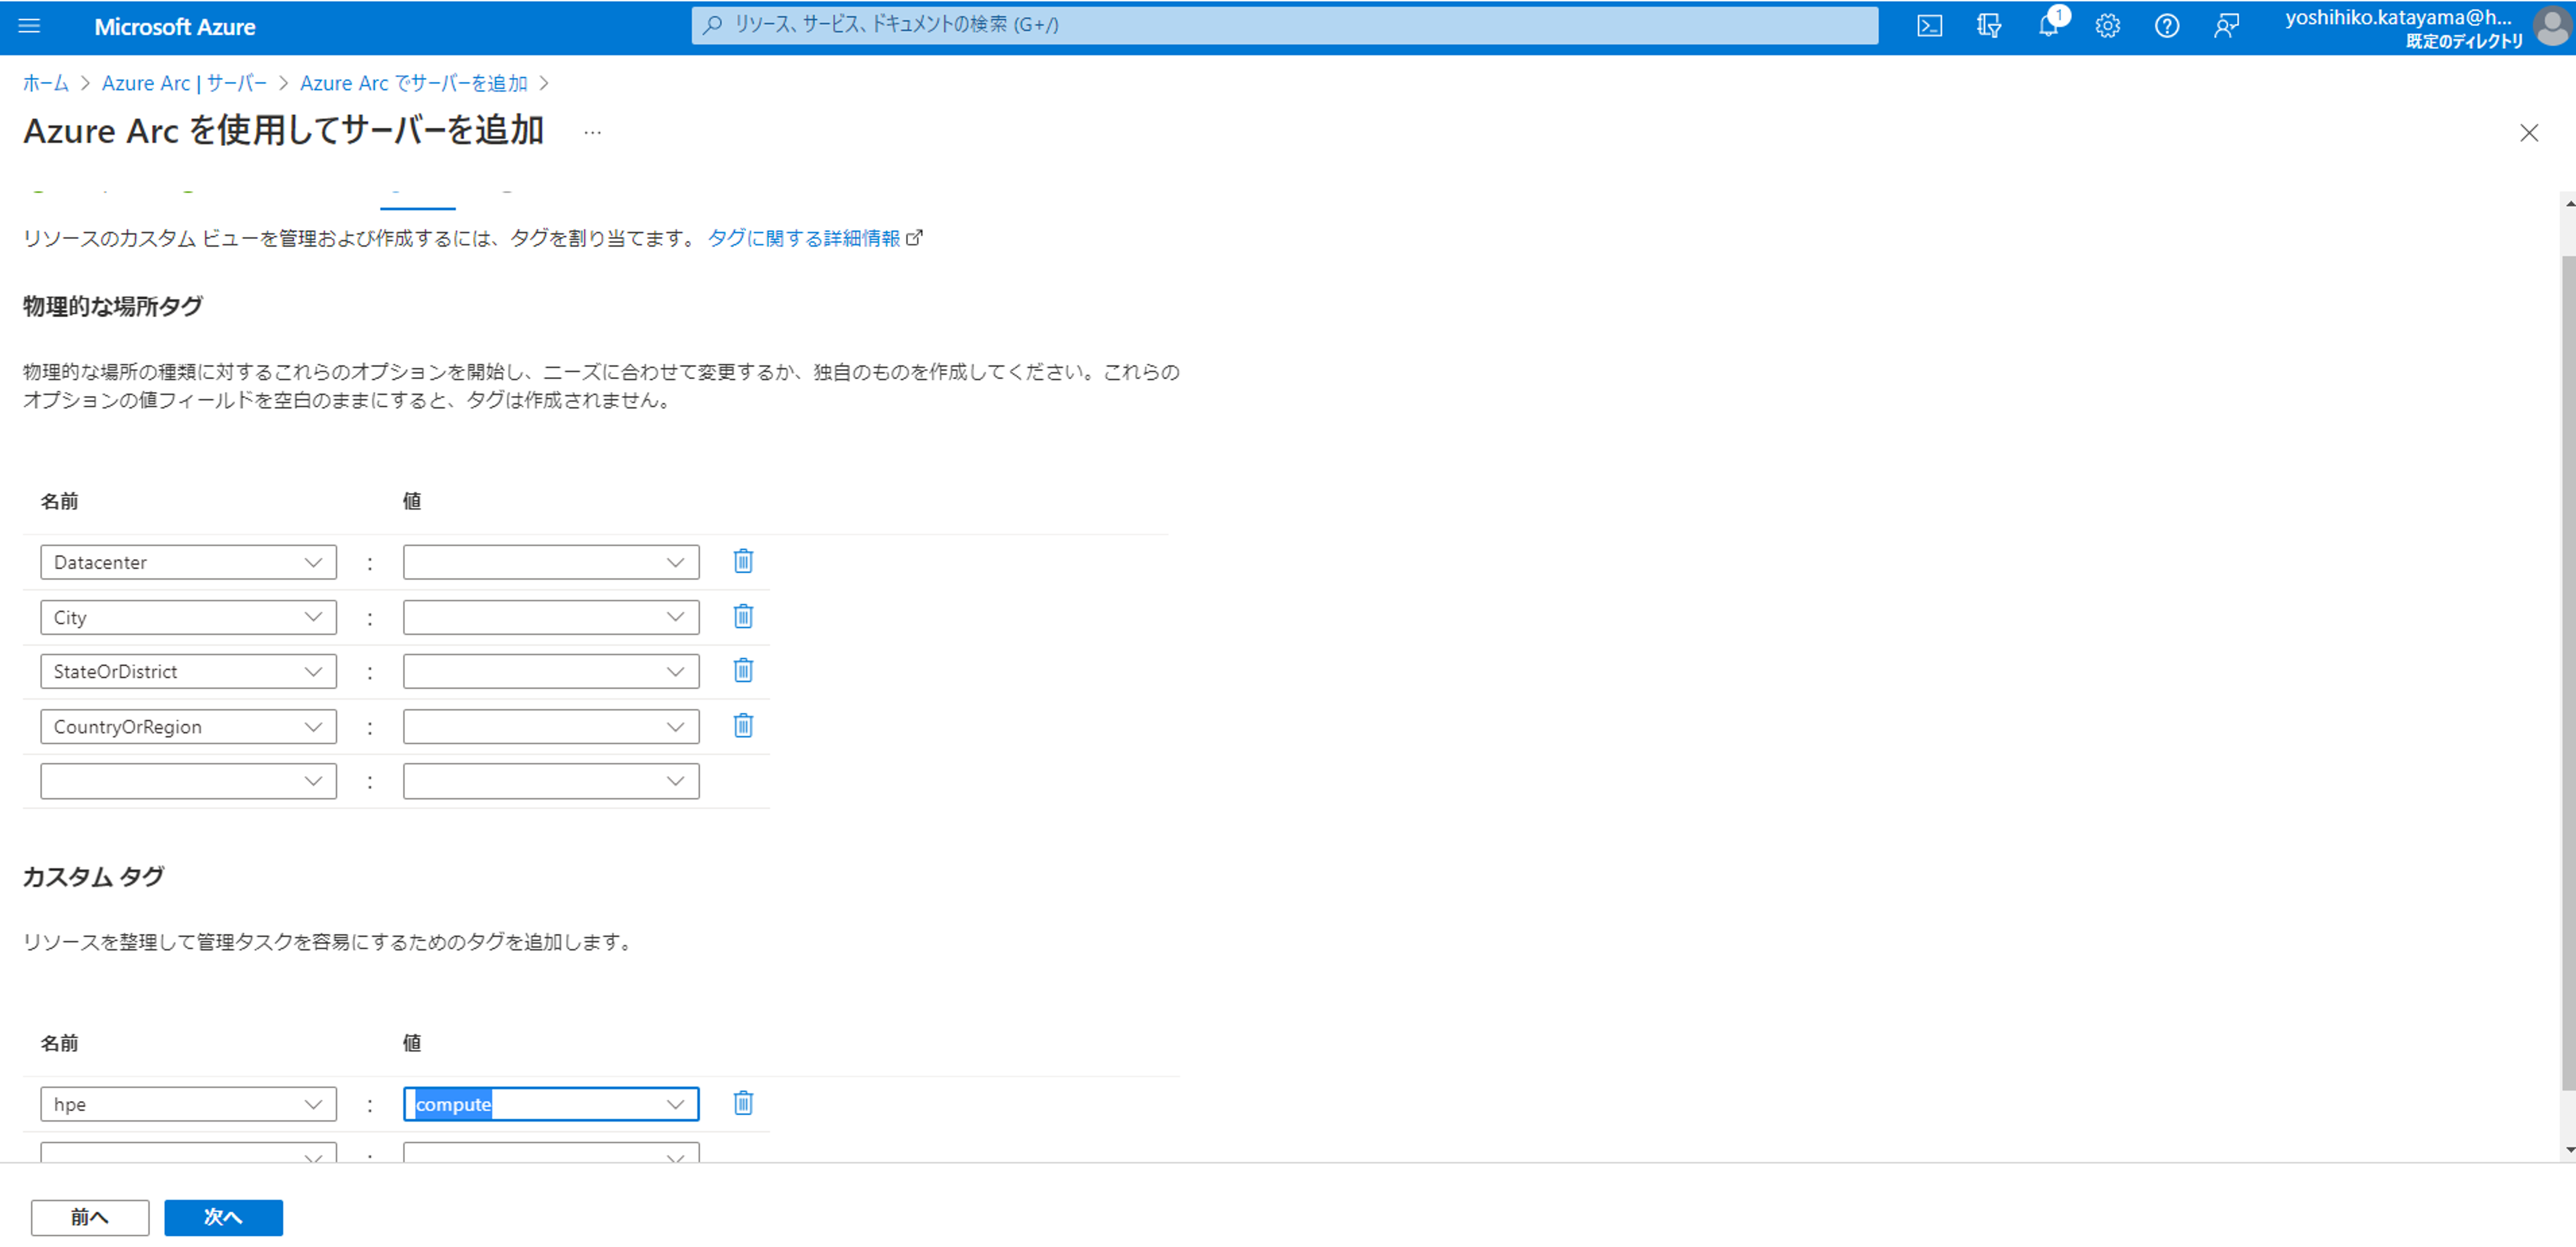 Microsoft Azure
リソース、サービス、ドキュメントの検索 (G+/)
1
yoshihiko.katayama@h...
既定のディレクトリ
ホーム > Azure Arc | サーバー > Azure Arc でサーバーを追加 >
Azure Arc を使用してサーバーを追加 ...
リソースのカスタム ビューを管理および作成するには、タグを割り当てます。 タグに関する詳細情報
物理的な場所タグ
物理的な場所の種類に対するこれらのオプションを開始し、ニーズに合わせて変更するか、独自のものを作成してください。これらの
オプションの値フィールドを空白のままにすると、タグは作成されません。
名前 値
Datacenter :
City :
StateOrDistrict :
CountryOrRegion :
:
カスタム タグ
リソースを整理して管理タスクを容易にするためのタグを追加します。
名前 値
hpe : compute
:
前へ 次へ